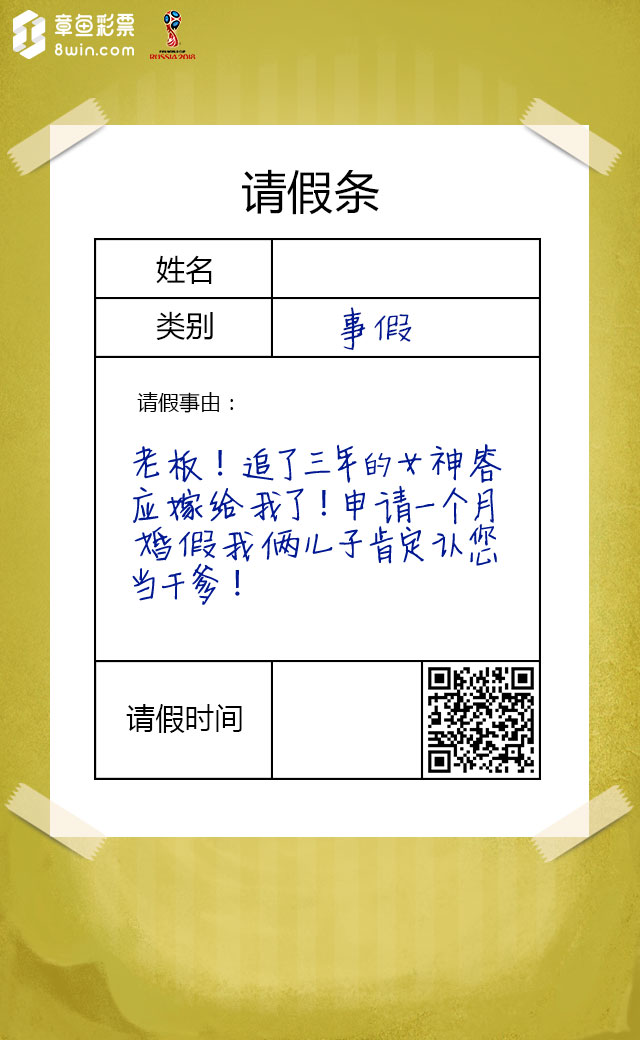 章鱼彩票
8win.com
RUSSIA 2018
请假条
姓名
类别 事假
请假事由：
老板！追了三年的女神答
应嫁给我了！申请一个月
婚假我俩儿子肯定认您
当干爹！
请假时间